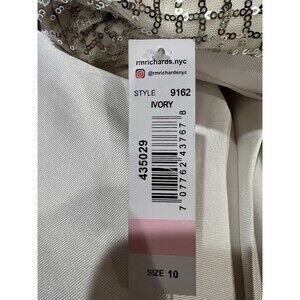 rmrichards.nyc
@rmrichardsnyc
STYLE 9162
IVORY
435029
7 07762 43767 8
SIZE 10